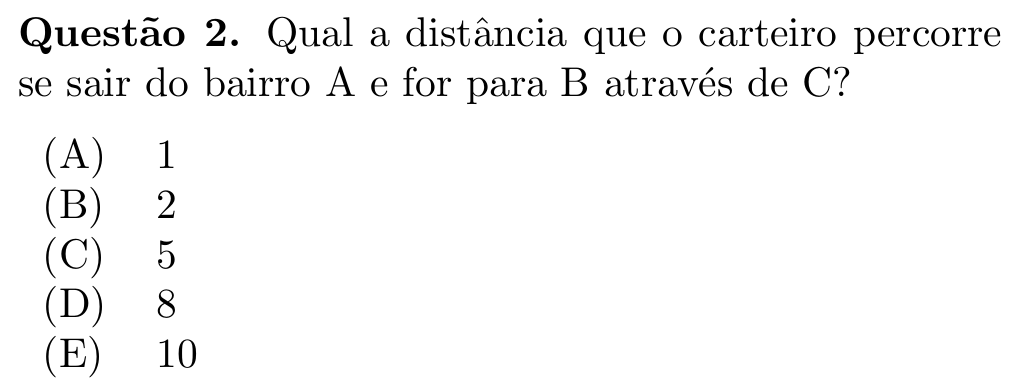 Questão 2. Qual a distância que o carteiro percorre
se sair do bairro A e for para B através de C?
(A) 1
(B) 2
(C) 5
(D) 8
(E) 10